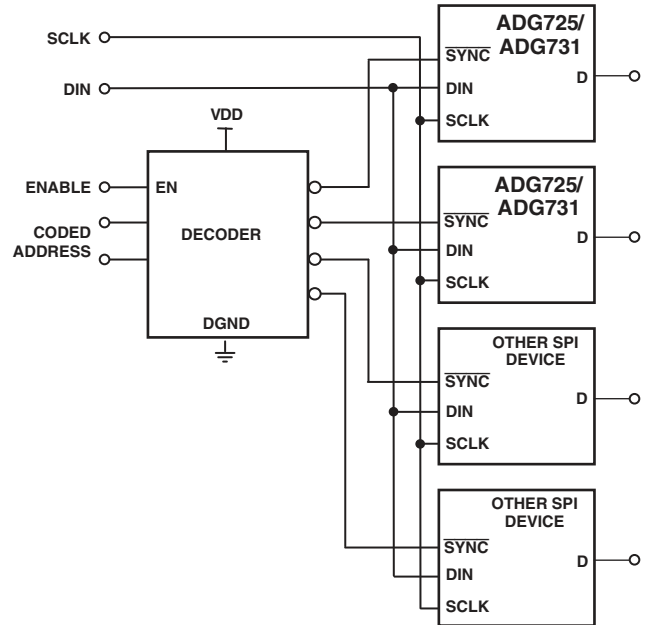 SCLK
DIN
VDD
ENABLE
EN
CODED
ADDRESS
DECODER
DGND
ADG725/
ADG731
SYNC
DIN
SCLK
D
ADG725/
ADG731
SYNC
DIN
SCLK
D
OTHER SPI
DEVICE
SYNC
DIN
SCLK
D
OTHER SPI
DEVICE
SYNC
DIN
SCLK
D